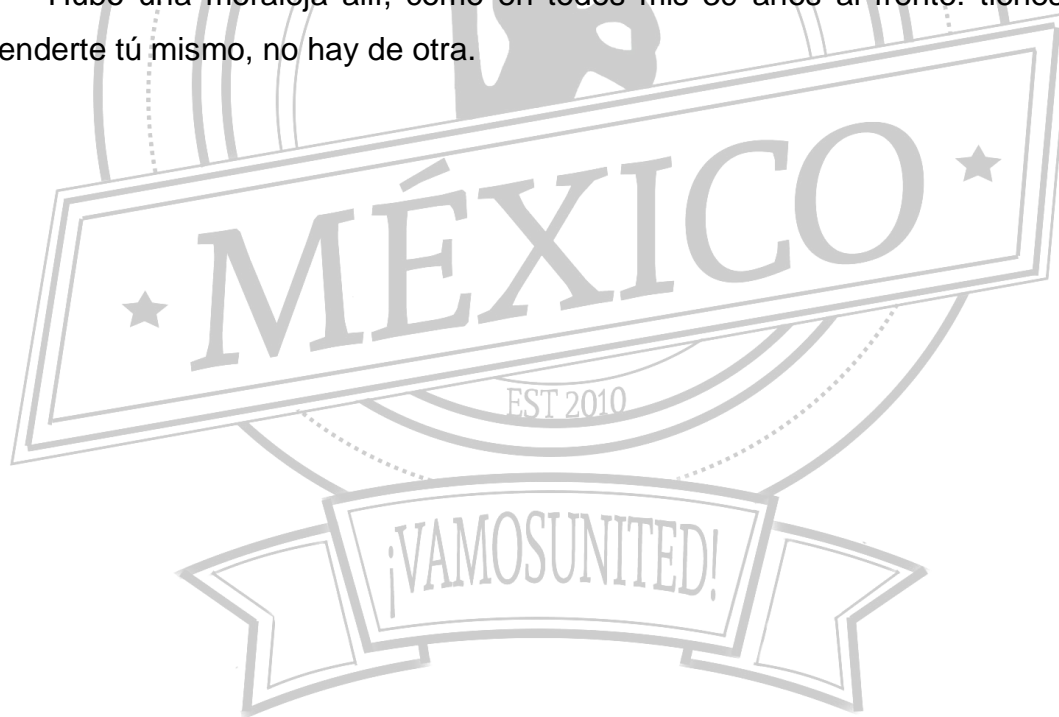 Hubo una moraleja allí, como en todos mis años al frente: tienes
enderte tú mismo, no hay de otra.
MÉXICO
EST 2010
¡VAMOSUNITED!